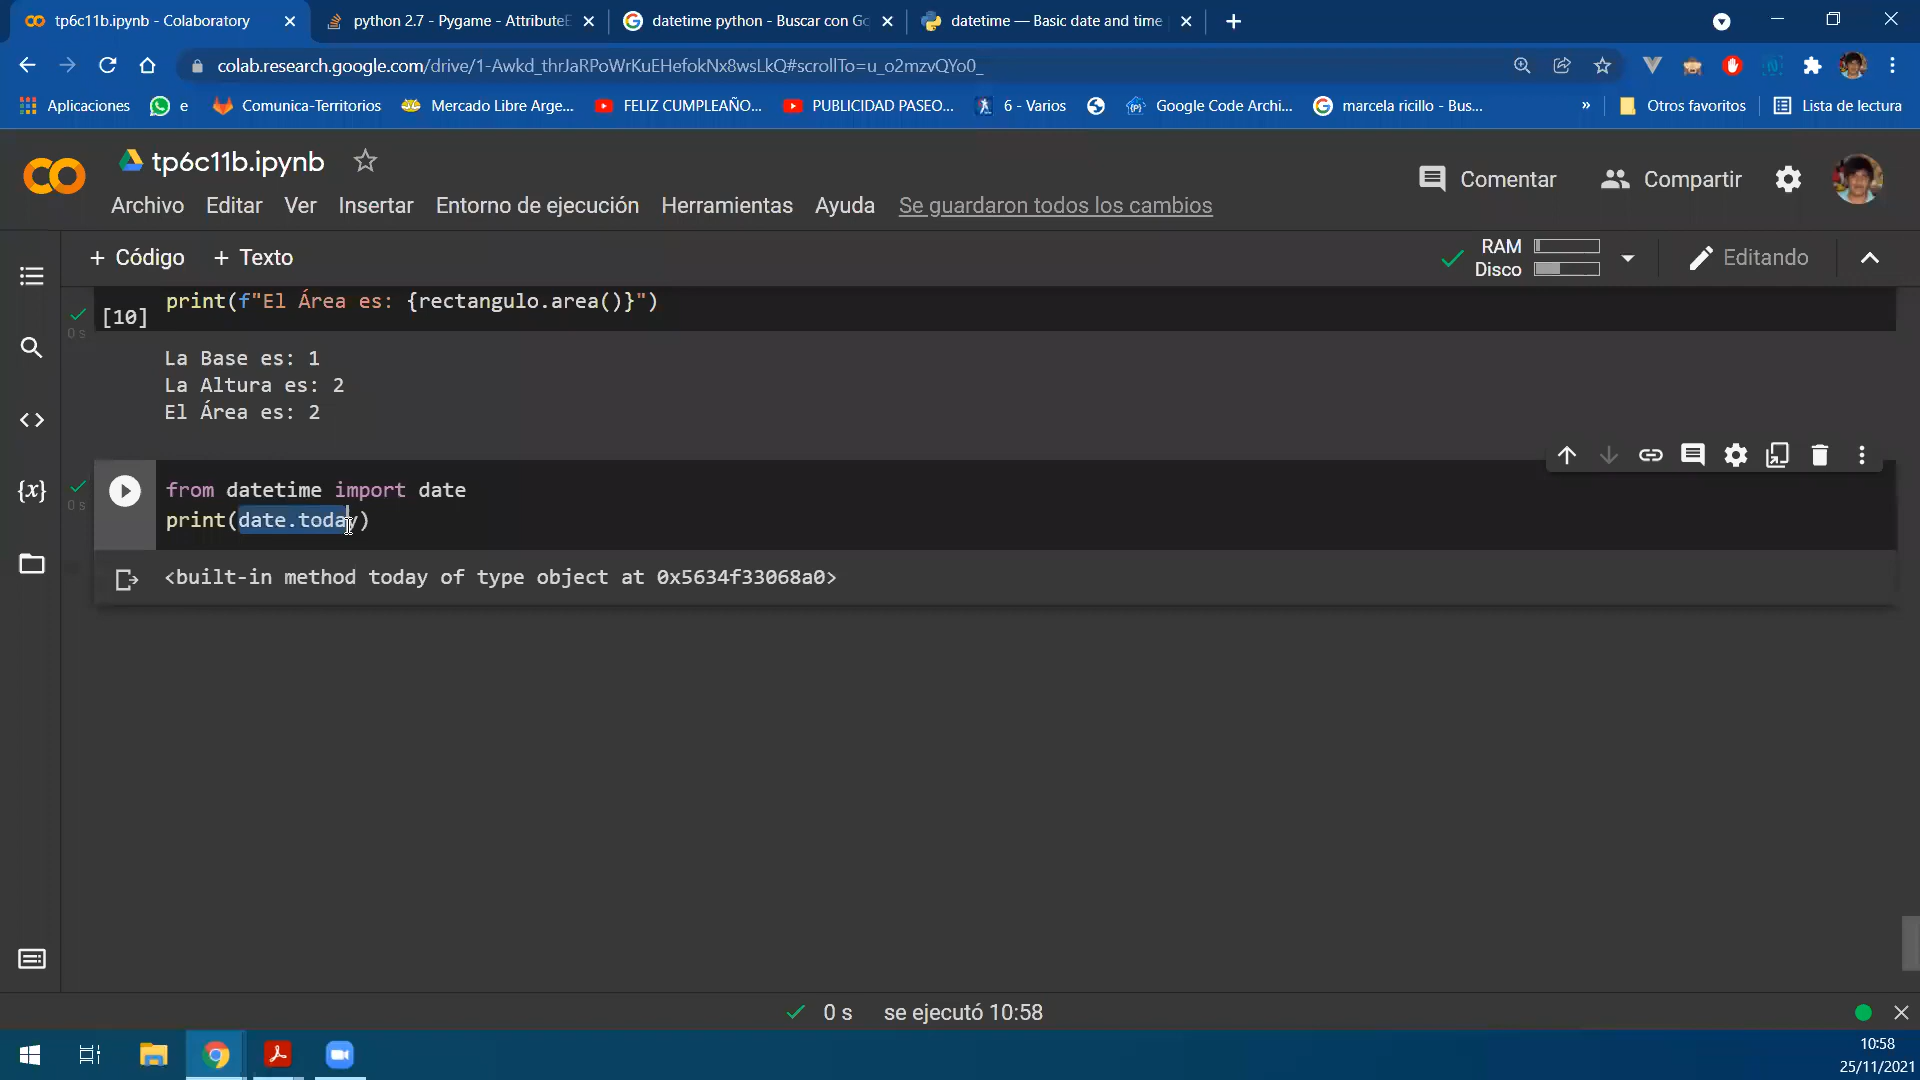 tp6c11b.ipynb - Colaboratory
python 2.7 - Pygame - AttributeE
datetime python - Buscar con Go
datetime — Basic date and time
colab.research.google.com/drive/1-Awkd_thrJaRPoWrKuEHefokNx8wsLkQ#scrollTo=u_o2mzvQYo0_
Aplicaciones
e
Comunica-Territorios
Mercado Libre Arge...
FELIZ CUMPLEAÑO...
PUBLICIDAD PASEO...
6 - Varios
Google Code Archi...
marcela ricillo - Bus...
»
Otros favoritos
Lista de lectura
tp6c11b.ipynb
Comentar
Compartir
Archivo Editar Ver Insertar Entorno de ejecución Herramientas Ayuda Se guardaron todos los cambios
+ Código + Texto
RAM
Disco
Editando
print(f"El Área es: {rectangulo.area()}")
[10]
0 s
La Base es: 1
La Altura es: 2
El Área es: 2
from datetime import date
0 s
print(date.today)
<built-in method today of type object at 0x5634f33068a0>
0 s se ejecutó 10:58
10:58
25/11/2021